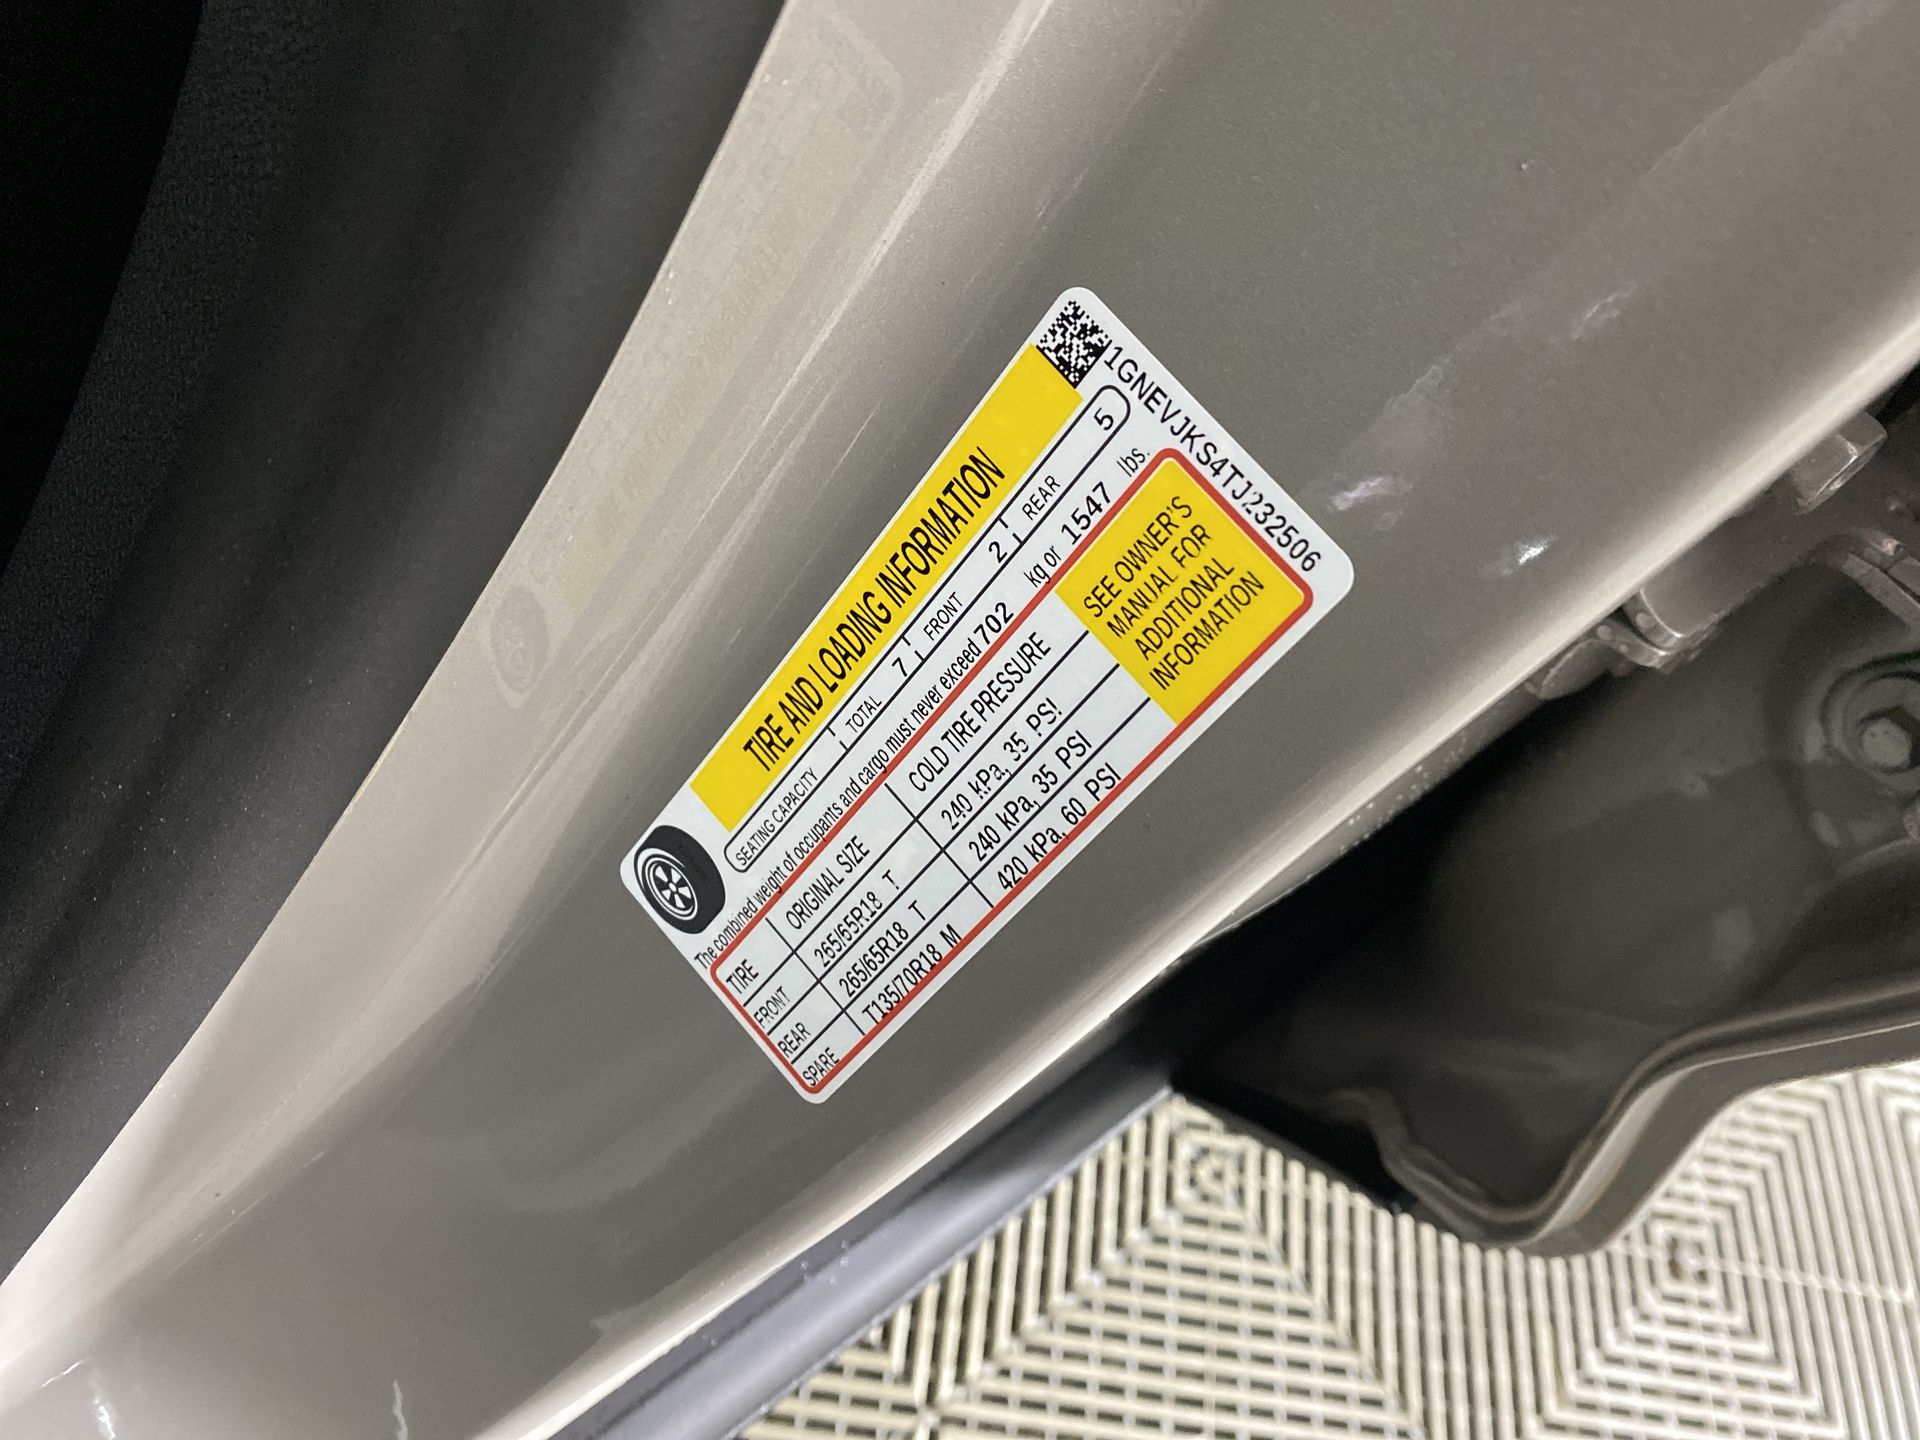 TIRE AND LOADING INFORMATION
SEATING CAPACITY TOTAL 7 FRONT 2 REAR 5
The combined weight of occupants and cargo must never exceed 702 kg or 1547 lbs.
TIRE ORIGINAL SIZE COLD TIRE PRESSURE
FRONT 265/65R18 T 240 kPa, 35 PSI
REAR 265/65R18 T 240 kPa, 35 PSI
SPARE T135/70R18 M 420 kPa, 60 PSI
SEE OWNER'S
MANUAL FOR
ADDITIONAL
INFORMATION
1GNEVJKS4TJ232506